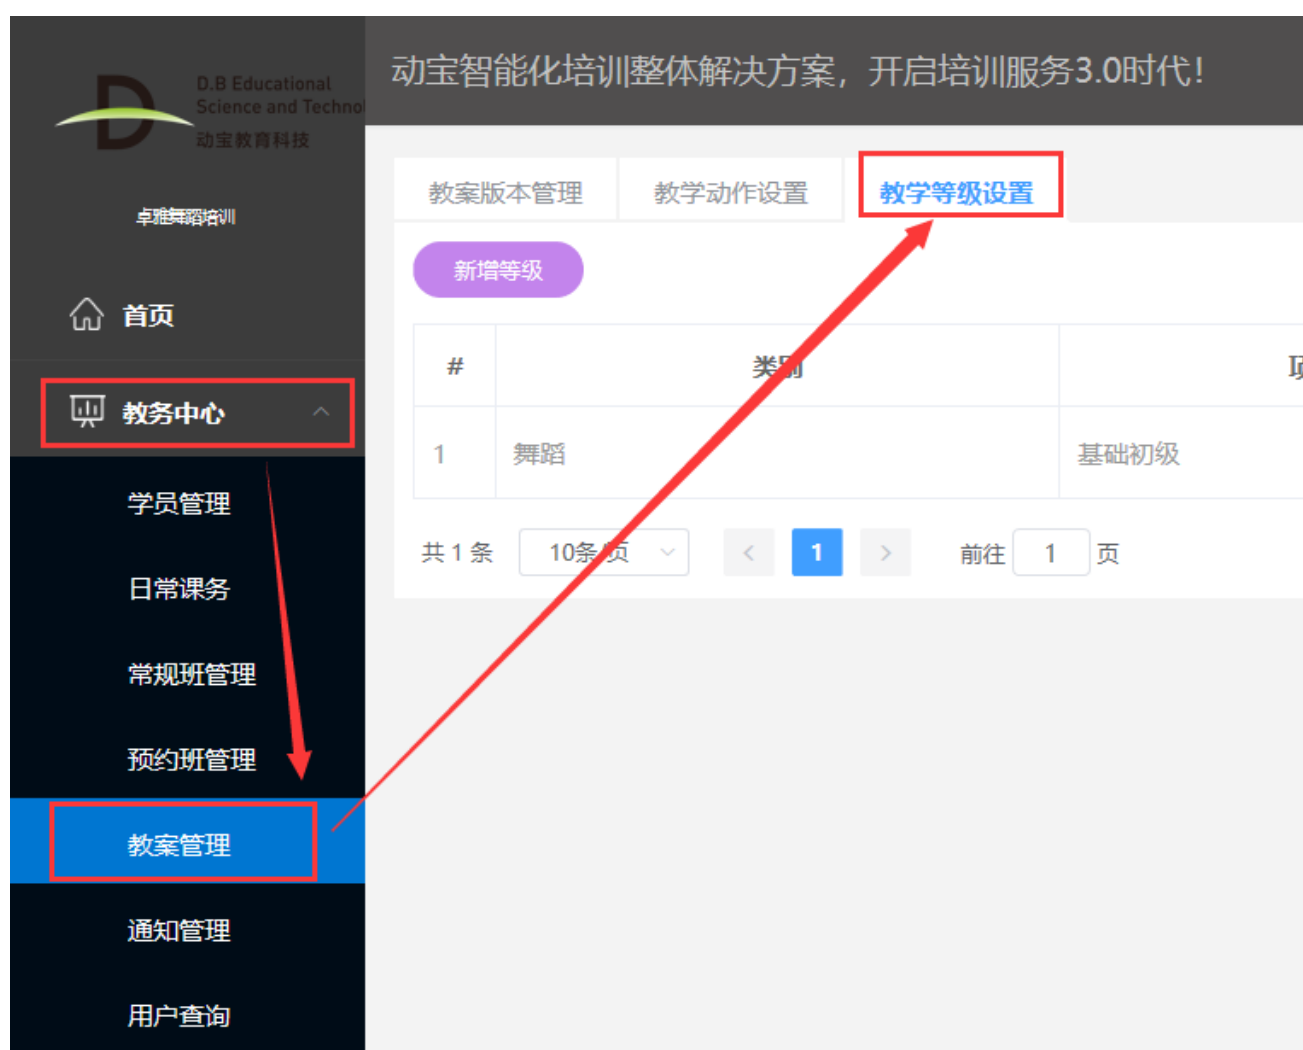 D.B Educational
Science and Techno
动宝教育科技
卓雅舞蹈培训
首页
教务中心
学员管理
日常课务
常规班管理
预约班管理
教案管理
通知管理
用户查询
动宝智能化培训整体解决方案，开启培训服务3.0时代！
教案版本管理 教学动作设置 教学等级设置
新增等级
# 类别
1 舞蹈 基础初级
共 1 条 10条/页 < 1 > 前往 1 页